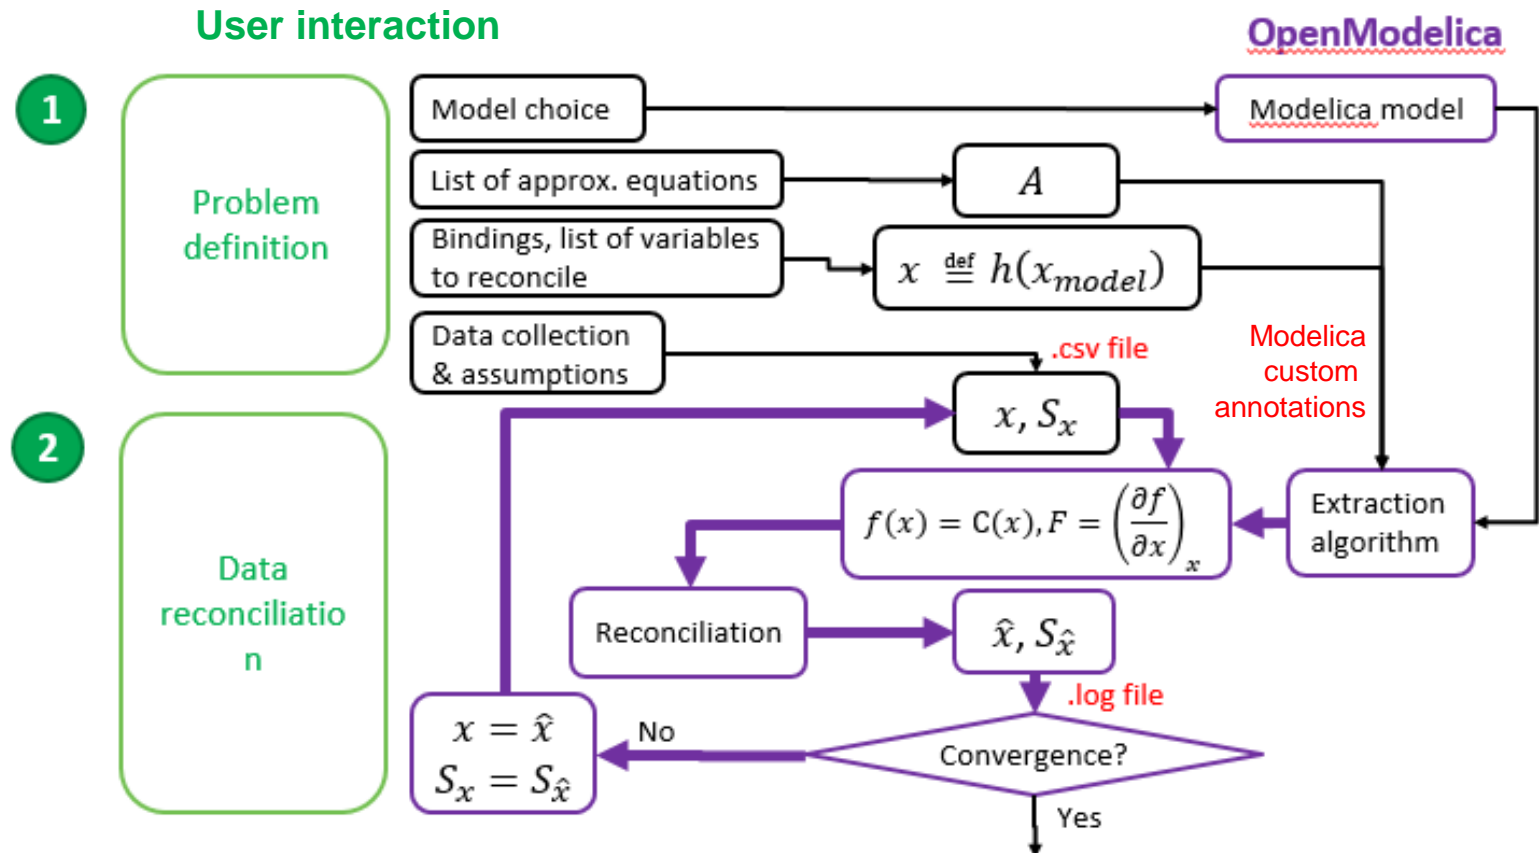 User interaction
OpenModelica
1
Problem
definition
Model choice
Modelica model
List of approx. equations
A
Bindings, list of variables
to reconcile
x ≝ h(x_{model})
Data collection
& assumptions
.csv file
Modelica
custom
annotations
2
Data
reconciliatio
n
x, S_x
f(x) = C(x), F = (∂f/∂x)_x
Extraction
algorithm
Reconciliation
x̂, S_x̂
.log file
x = x̂
S_x = S_x̂
No
Convergence?
Yes